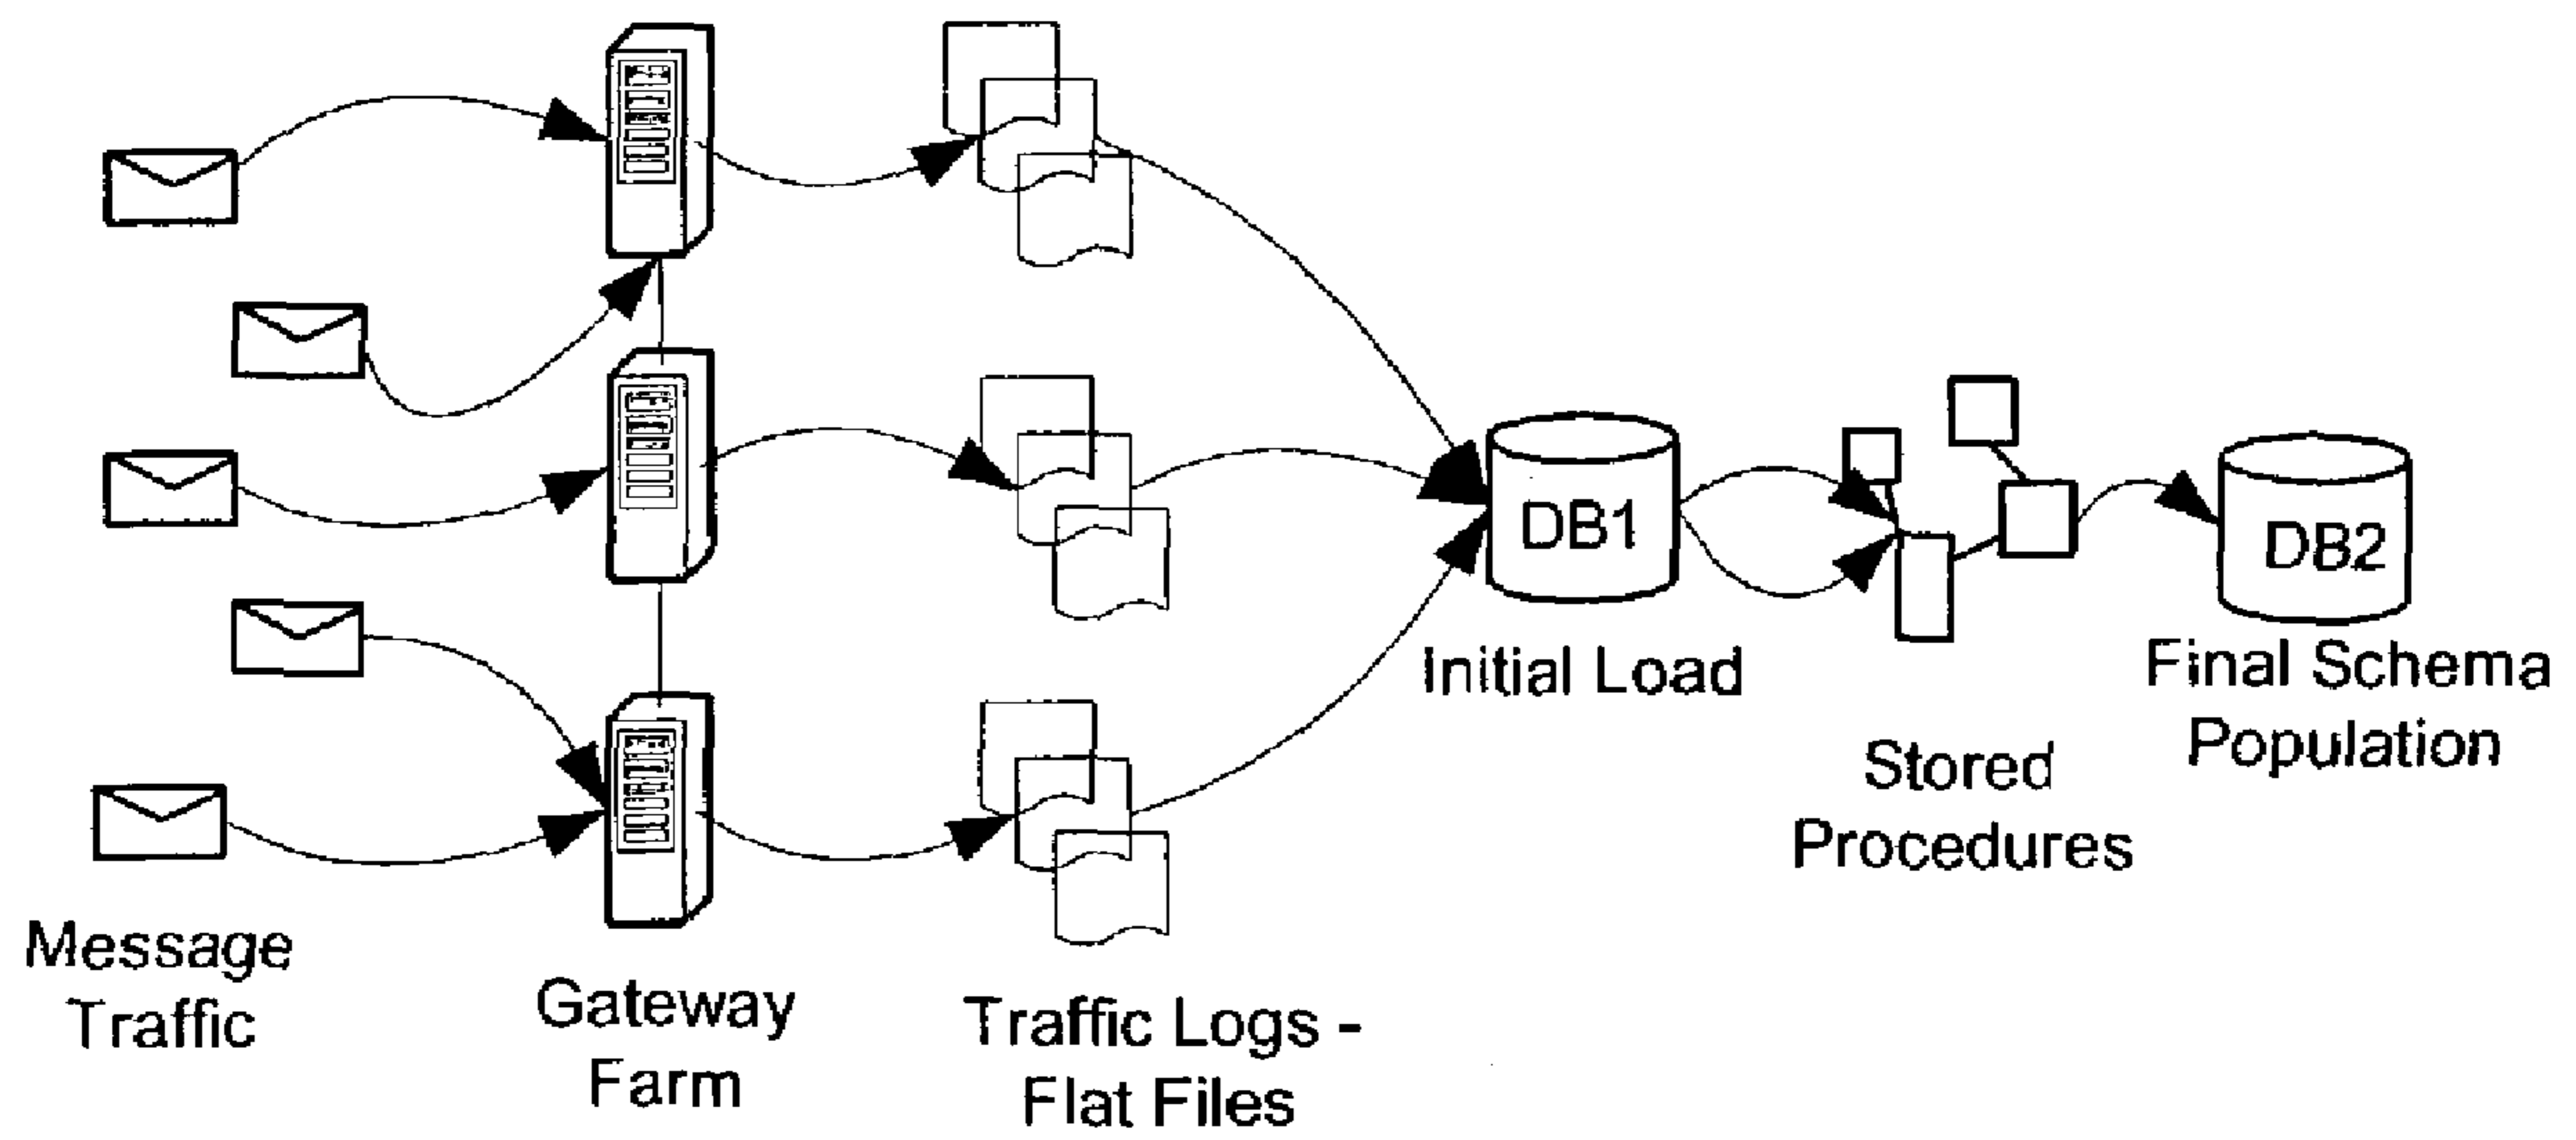 DB1
DB2
Initial Load
Final Schema
Population
Stored
Procedures
Message
Traffic
Gateway
Farm
Traffic Logs -
Flat Files